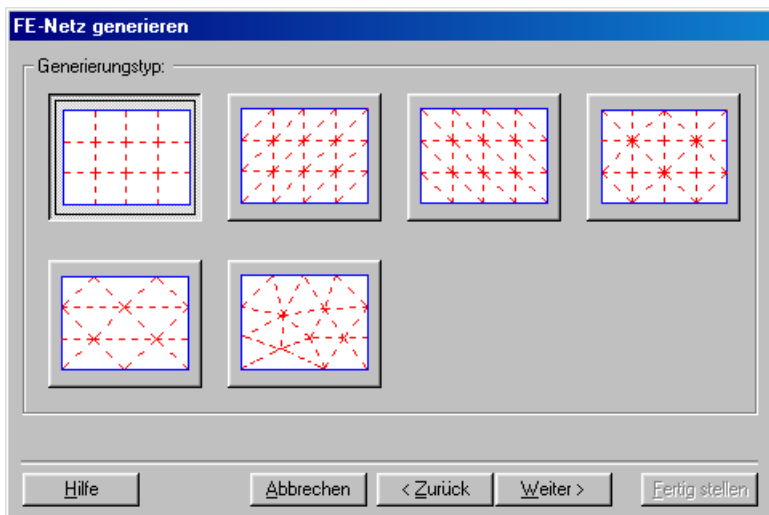 FE-Netz generieren
Generierungstyp:
Hilfe
Abbrechen
< Zurück
Weiter >
Fertig stellen